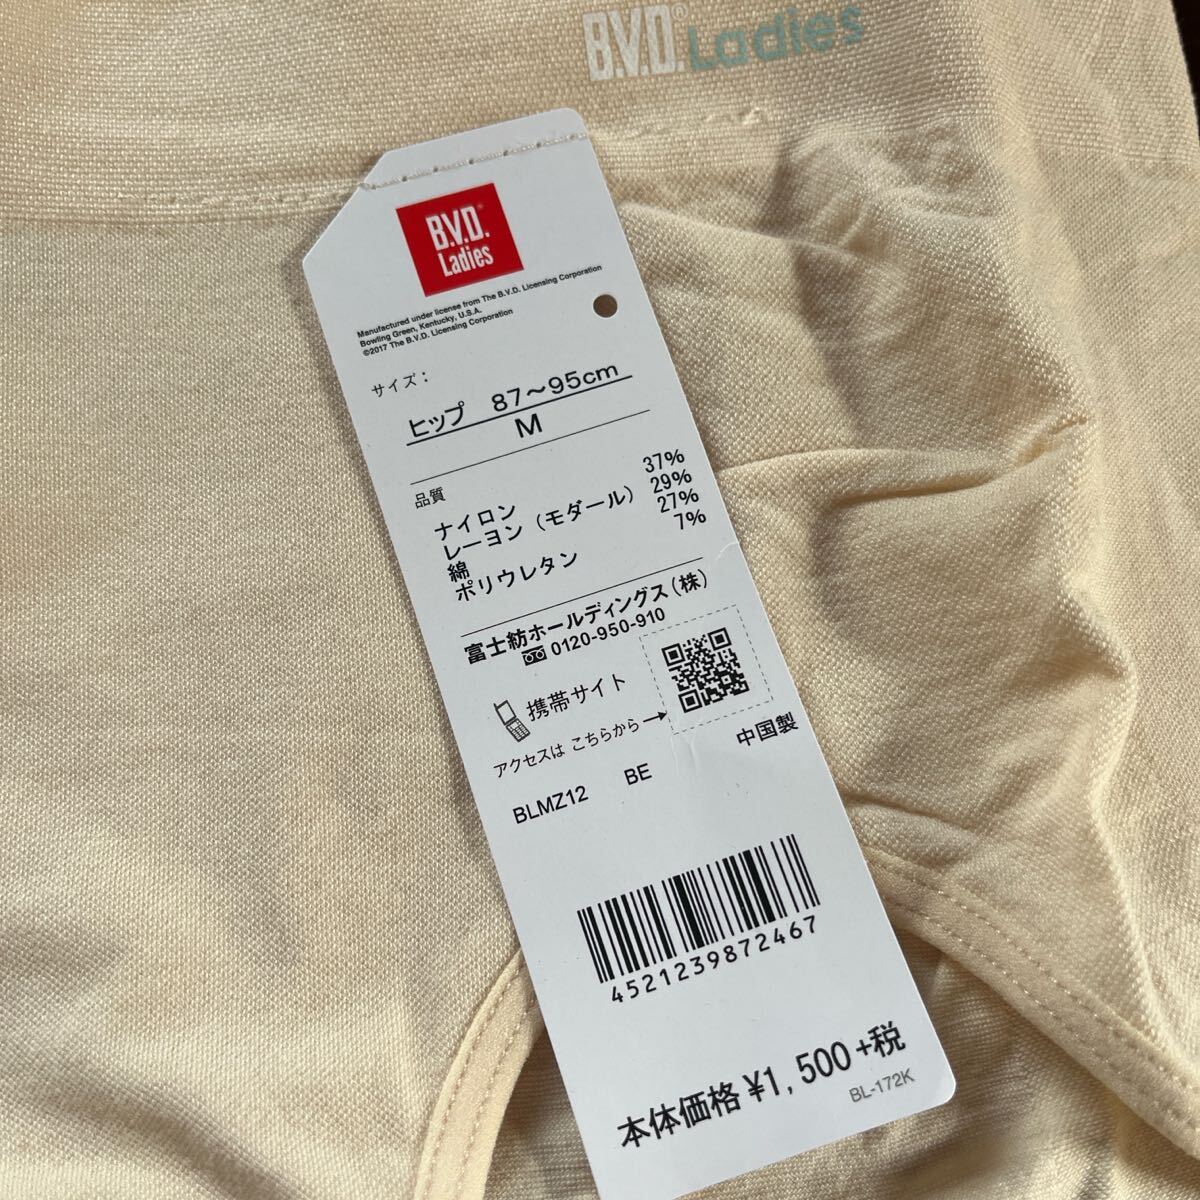 B.V.D.® Ladies
B.V.D.®
Ladies
Manufactured under license from The B.V.D. Licensing Corporation
Bowling Green, Kentucky, U.S.A.
©2017 The B.V.D. Licensing Corporation
サイズ：
ヒップ 87～95cm
M
品質
ナイロン 37%
レーヨン（モダール） 29%
綿 27%
ポリウレタン 7%
富士紡ホールディングス(株)
0120-950-910
携帯サイト
アクセスは こちらから→
中国製
BLMZ12 BE
4521239872467
本体価格 ¥1,500+税
BL-172K